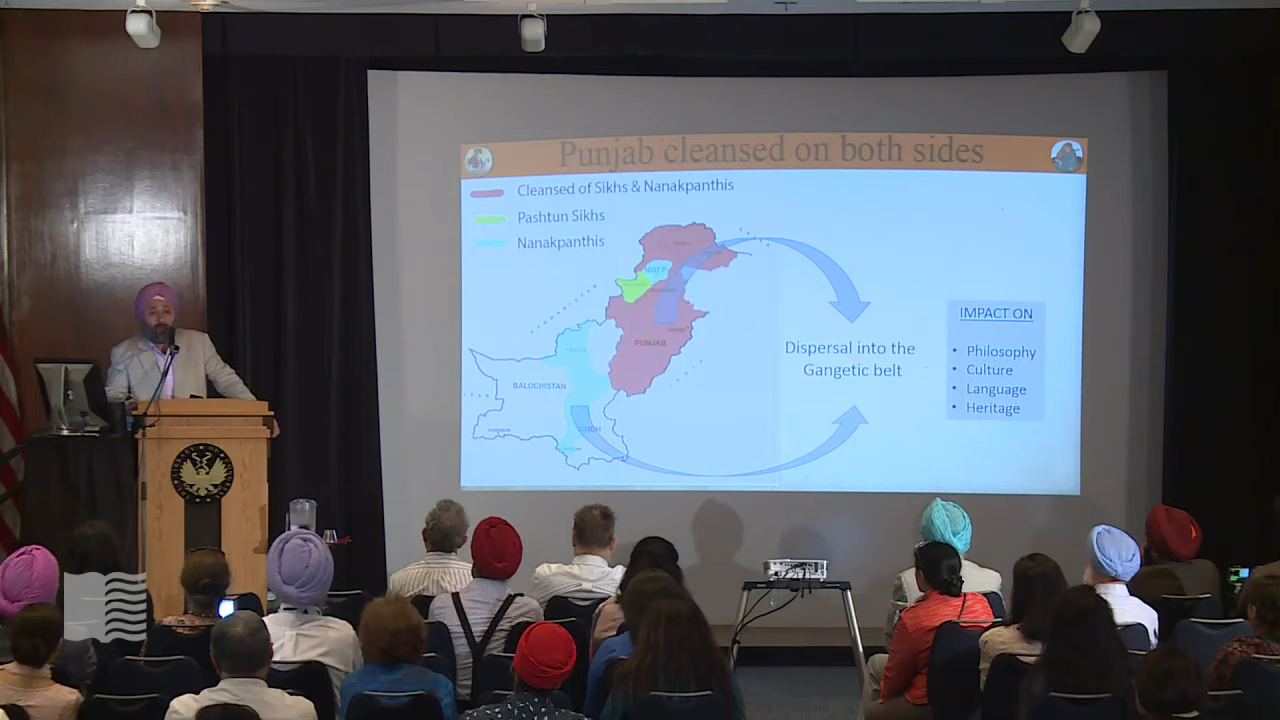 Punjab cleansed on both sides
Cleansed of Sikhs & Nanakpanthis
Pashtun Sikhs
Nanakpanthis
NWFP
PUNJAB
BALOCHISTAN
SINDH
Dispersal into the
Gangetic belt
IMPACT ON
• Philosophy
• Culture
• Language
• Heritage